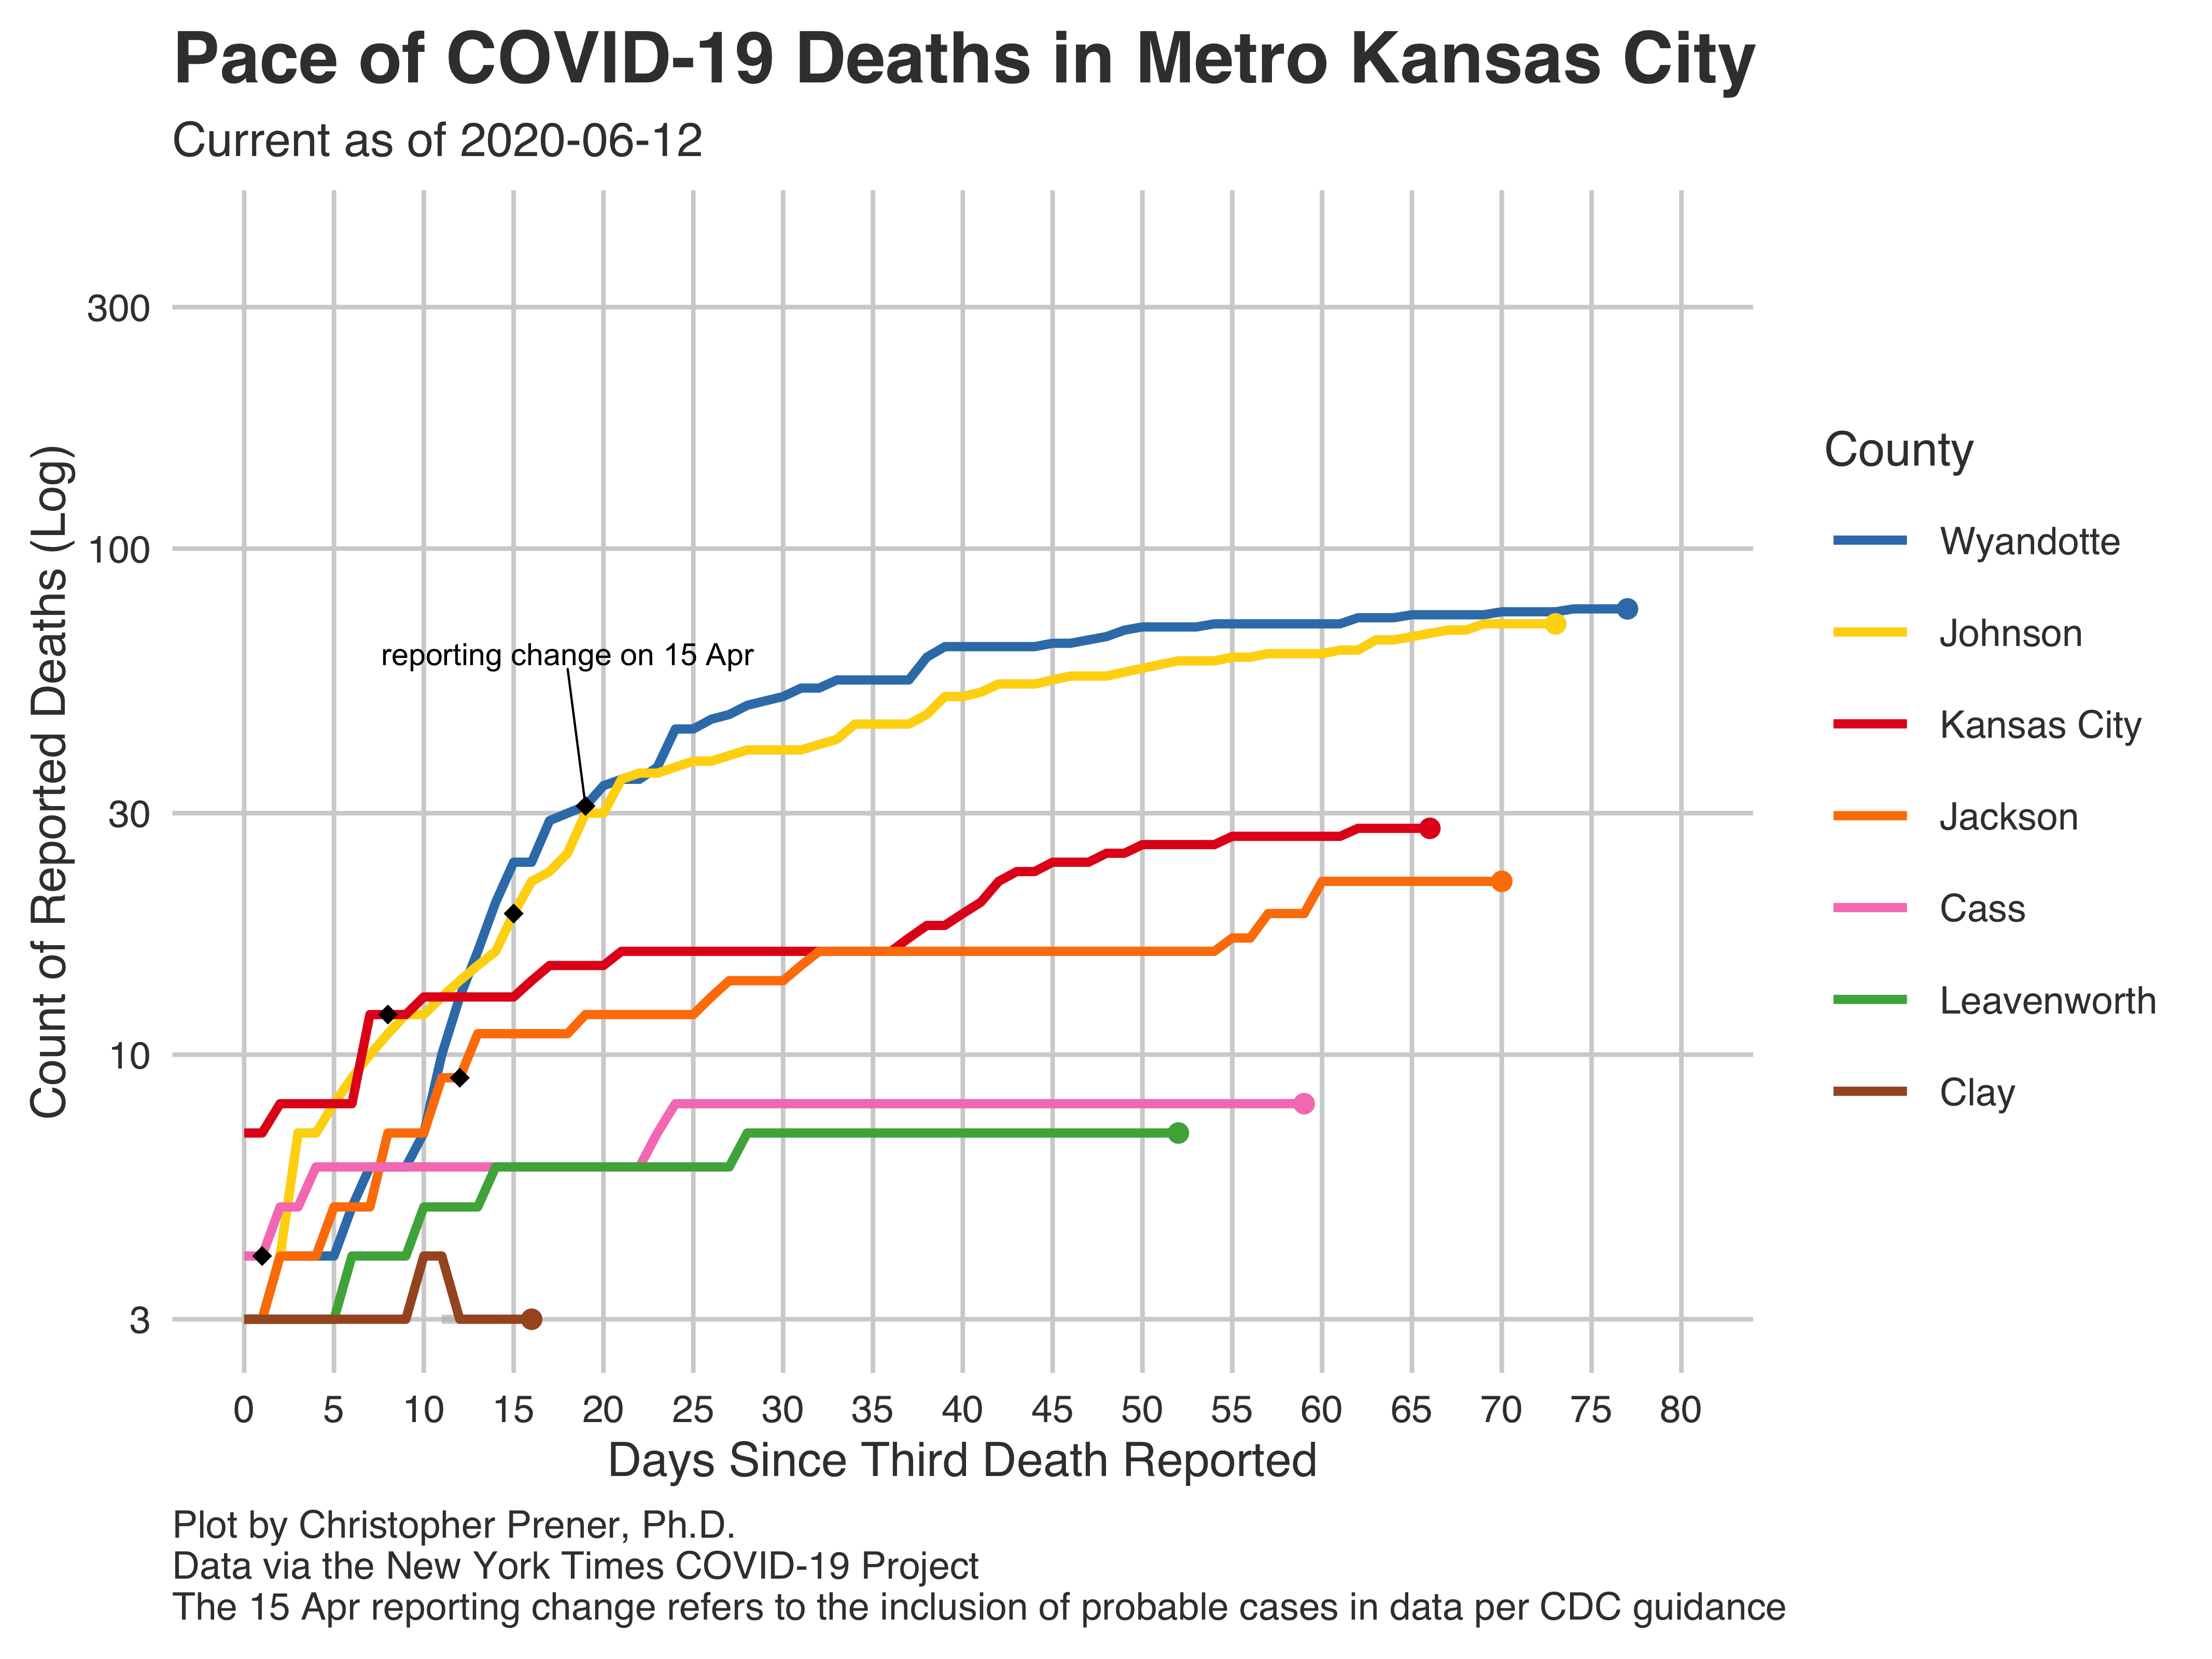 Pace of COVID-19 Deaths in Metro Kansas City
Current as of 2020-06-12
Count of Reported Deaths (Log)
300
100
30
10
3
reporting change on 15 Apr
0 5 10 15 20 25 30 35 40 45 50 55 60 65 70 75 80
Days Since Third Death Reported
County
Wyandotte
Johnson
Kansas City
Jackson
Cass
Leavenworth
Clay
Plot by Christopher Prener, Ph.D.
Data via the New York Times COVID-19 Project
The 15 Apr reporting change refers to the inclusion of probable cases in data per CDC guidance